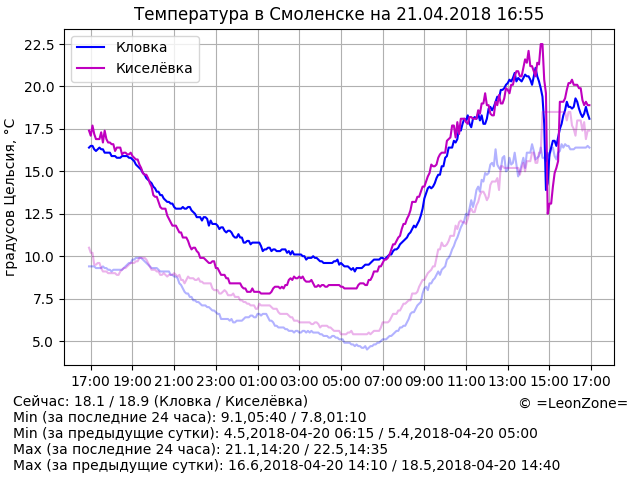 Температура в Смоленске на 21.04.2018 16:55
Кловка
Киселёвка
градусов Цельсия, °C
22.5
20.0
17.5
15.0
12.5
10.0
7.5
5.0
17:00 19:00 21:00 23:00 01:00 03:00 05:00 07:00 09:00 11:00 13:00 15:00 17:00
Сейчас: 18.1 / 18.9 (Кловка / Киселёвка)
© =LeonZone=
Min (за последние 24 часа): 9.1,05:40 / 7.8,01:10
Min (за предыдущие сутки): 4.5,2018-04-20 06:15 / 5.4,2018-04-20 05:00
Max (за последние 24 часа): 21.1,14:20 / 22.5,14:35
Max (за предыдущие сутки): 16.6,2018-04-20 14:10 / 18.5,2018-04-20 14:40